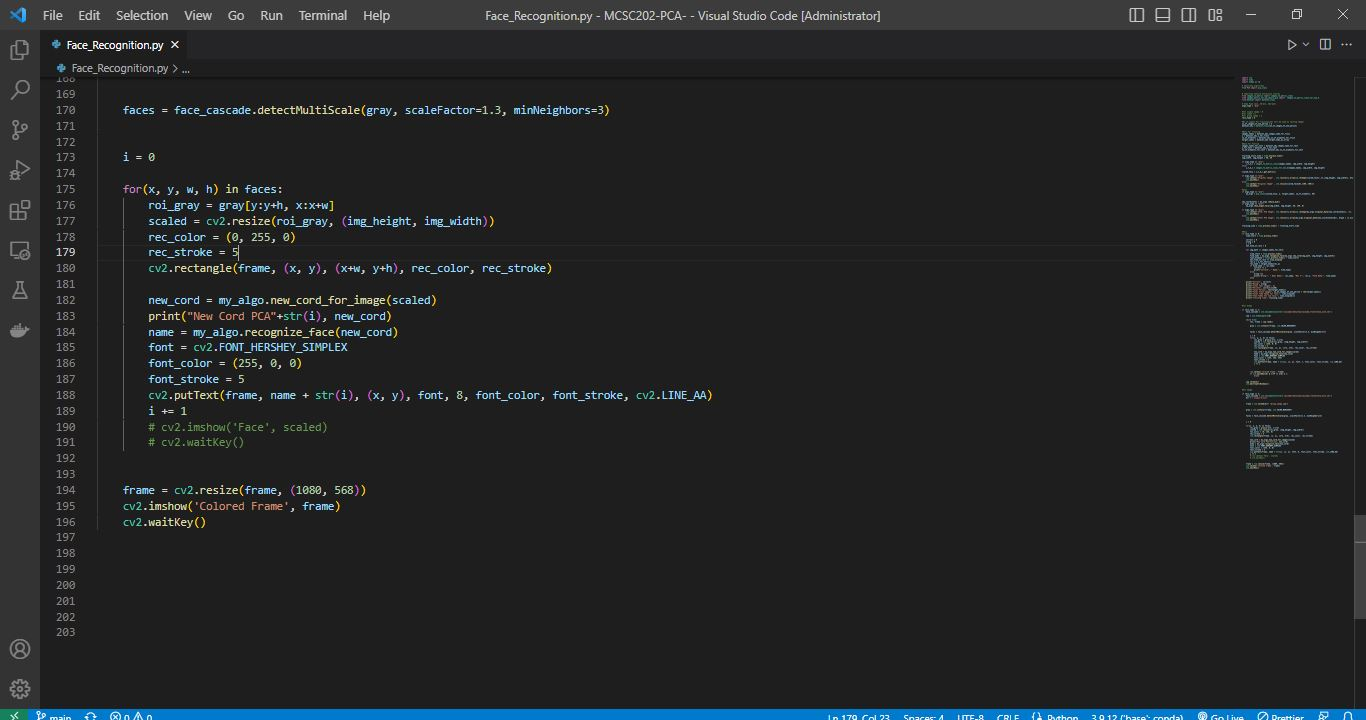 File Edit Selection View Go Run Terminal Help Face_Recognition.py - MCSC202-PCA- - Visual Studio Code [Administrator]
Face_Recognition.py
Face_Recognition.py > ...
168
169
170 faces = face_cascade.detectMultiScale(gray, scaleFactor=1.3, minNeighbors=3)
171
172
173 i = 0
174
175 for(x, y, w, h) in faces:
176 roi_gray = gray[y:y+h, x:x+w]
177 scaled = cv2.resize(roi_gray, (img_height, img_width))
178 rec_color = (0, 255, 0)
179 rec_stroke = 5
180 cv2.rectangle(frame, (x, y), (x+w, y+h), rec_color, rec_stroke)
181
182 new_cord = my_algo.new_cord_for_image(scaled)
183 print("New Cord PCA"+str(i), new_cord)
184 name = my_algo.recognize_face(new_cord)
185 font = cv2.FONT_HERSHEY_SIMPLEX
186 font_color = (255, 0, 0)
187 font_stroke = 5
188 cv2.putText(frame, name + str(i), (x, y), font, 8, font_color, font_stroke, cv2.LINE_AA)
189 i += 1
190 # cv2.imshow('Face', scaled)
191 # cv2.waitKey()
192
193
194 frame = cv2.resize(frame, (1080, 568))
195 cv2.imshow('Colored Frame', frame)
196 cv2.waitKey()
197
198
199
200
201
202
203
main 0 0 Ln 179, Col 23 Spaces: 4 UTF-8 CRLF Python 3.9.12 ('base': conda) Go Live Prettier